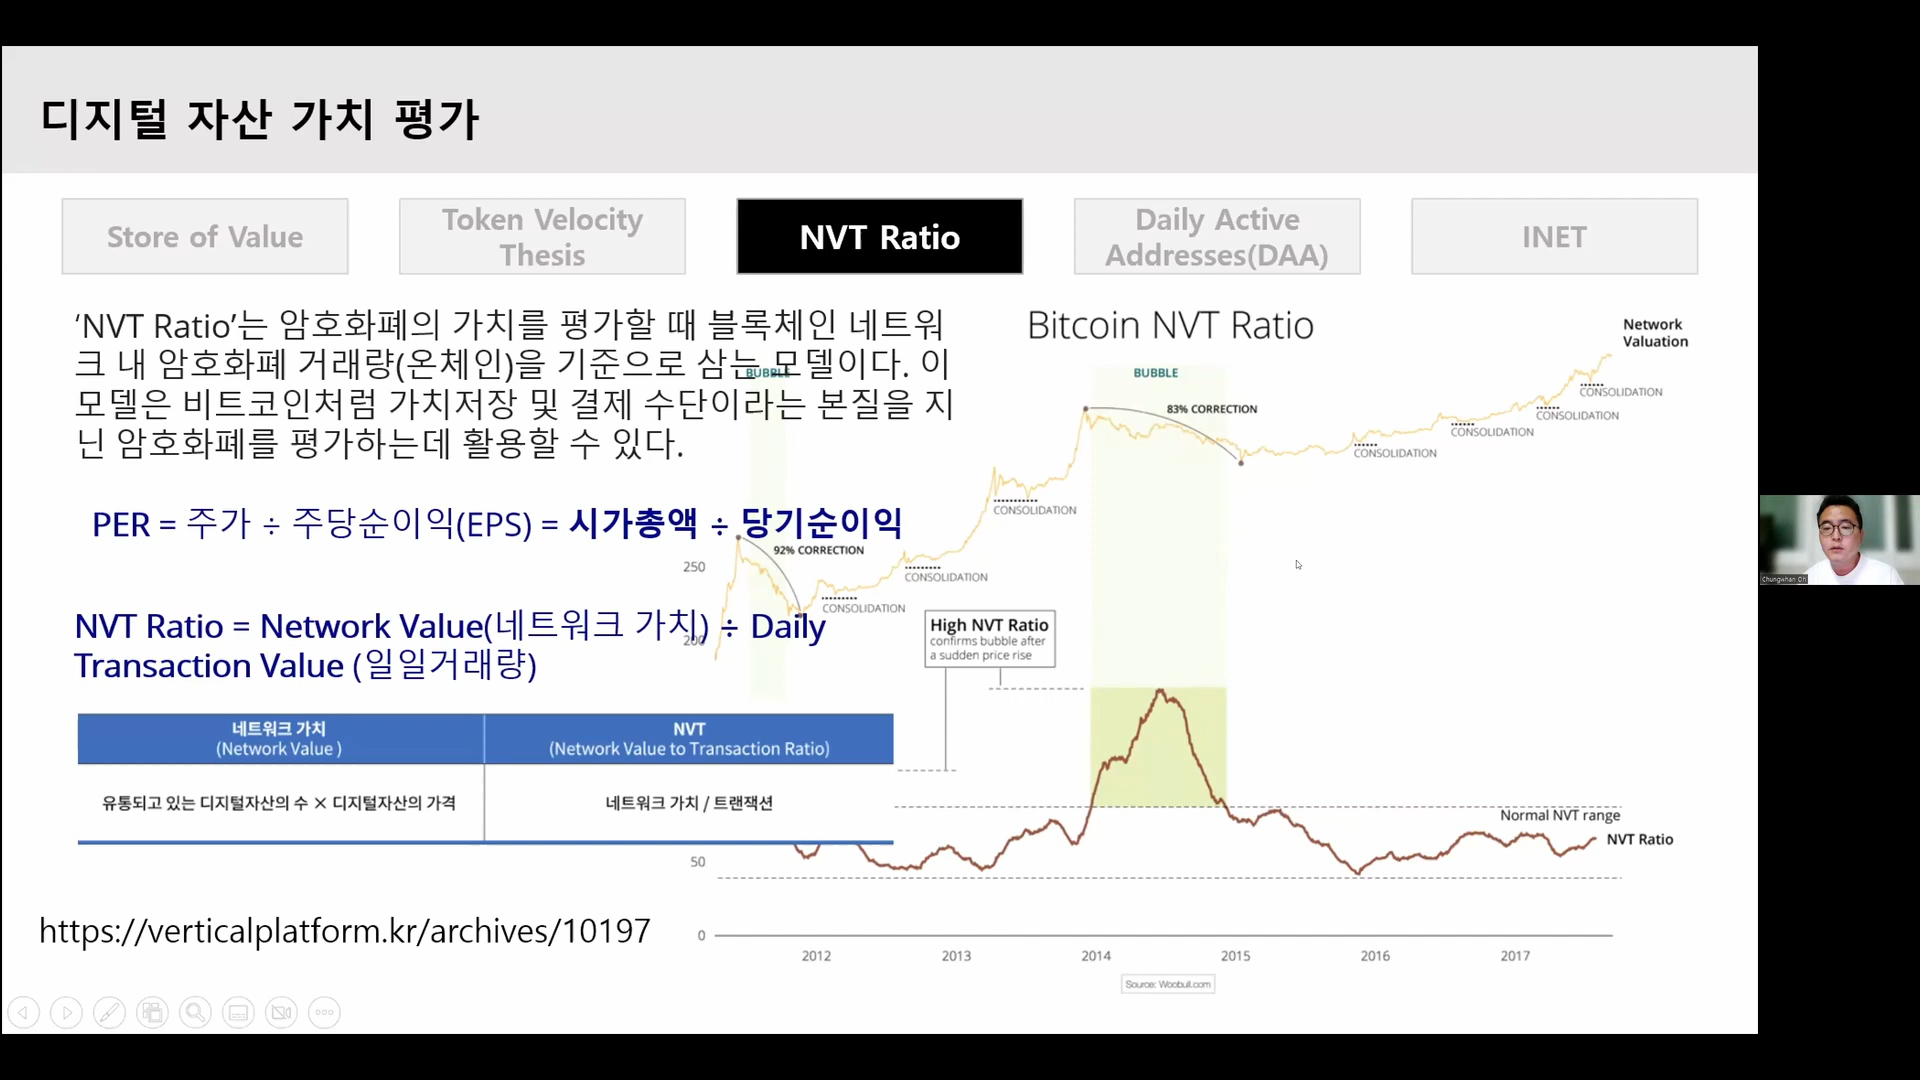 디지털 자산 가치 평가
Store of Value
Token Velocity
Thesis
NVT Ratio
Daily Active
Addresses(DAA)
INET
‘NVT Ratio’는 암호화폐의 가치를 평가할 때 블록체인 네트워
크 내 암호화폐 거래량(온체인)을 기준으로 삼는 모델이다. 이
모델은 비트코인처럼 가치저장 및 결제 수단이라는 본질을 지
닌 암호화폐를 평가하는데 활용할 수 있다.
PER = 주가 ÷ 주당순이익(EPS) = 시가총액 ÷ 당기순이익
NVT Ratio = Network Value(네트워크 가치) ÷ Daily
Transaction Value (일일거래량)
네트워크 가치
(Network Value )
NVT
(Network Value to Transaction Ratio)
유통되고 있는 디지털자산의 수 × 디지털자산의 가격
네트워크 가치 / 트랜잭션
https://verticalplatform.kr/archives/10197
Bitcoin NVT Ratio
Network
Valuation
BUBBLE
BUBBLE
83% CORRECTION
CONSOLIDATION
CONSOLIDATION
CONSOLIDATION
CONSOLIDATION
CONSOLIDATION
92% CORRECTION
CONSOLIDATION
CONSOLIDATION
250
200
High NVT Ratio
confirms bubble after
a sudden price rise
Normal NVT range
NVT Ratio
50
0
2012
2013
2014
2015
2016
2017
Source: Woobull.com
Chungwhan Oh